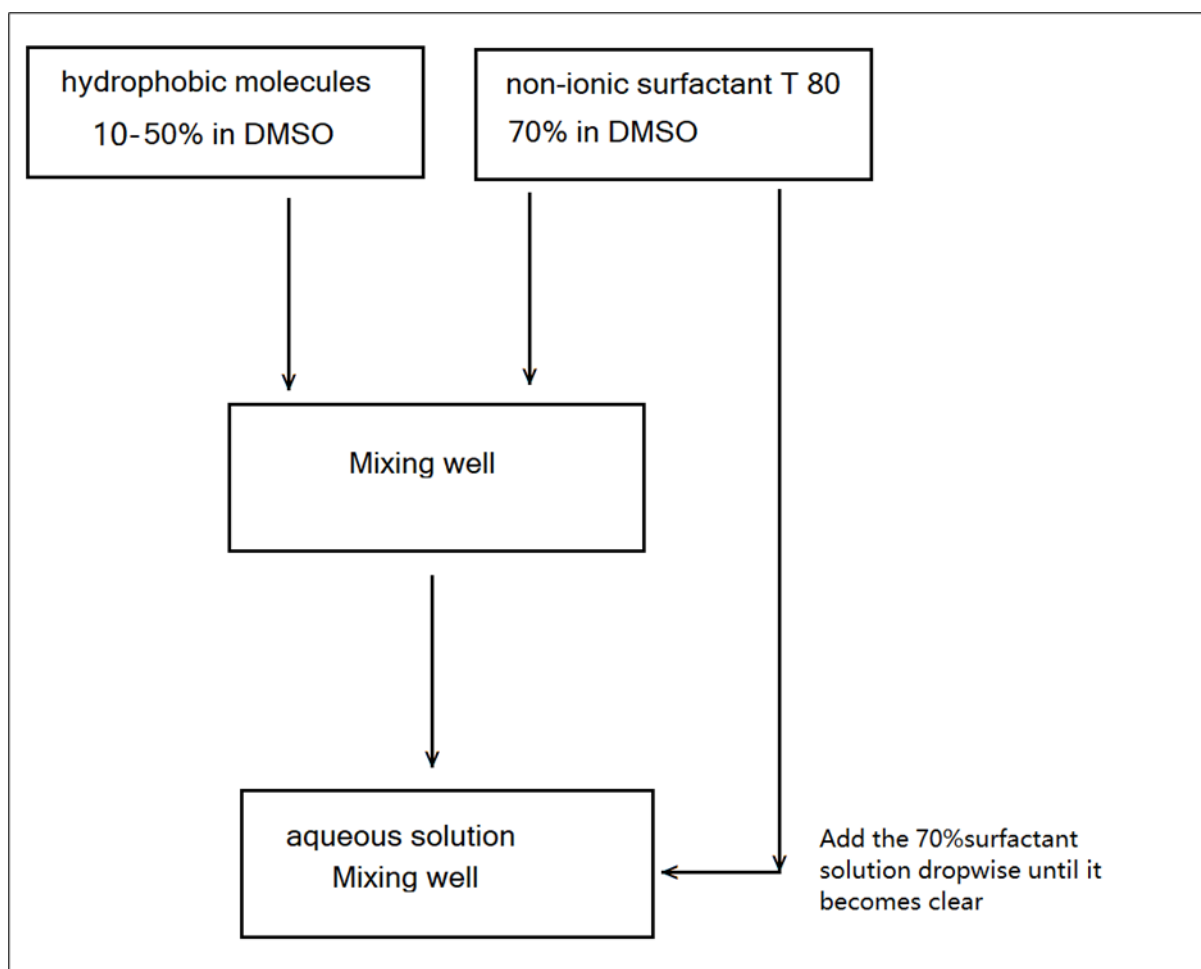 hydrophobic molecules
10-50% in DMSO
non-ionic surfactant T 80
70% in DMSO
Mixing well
aqueous solution
Mixing well
Add the 70%surfactant
solution dropwise until it
becomes clear